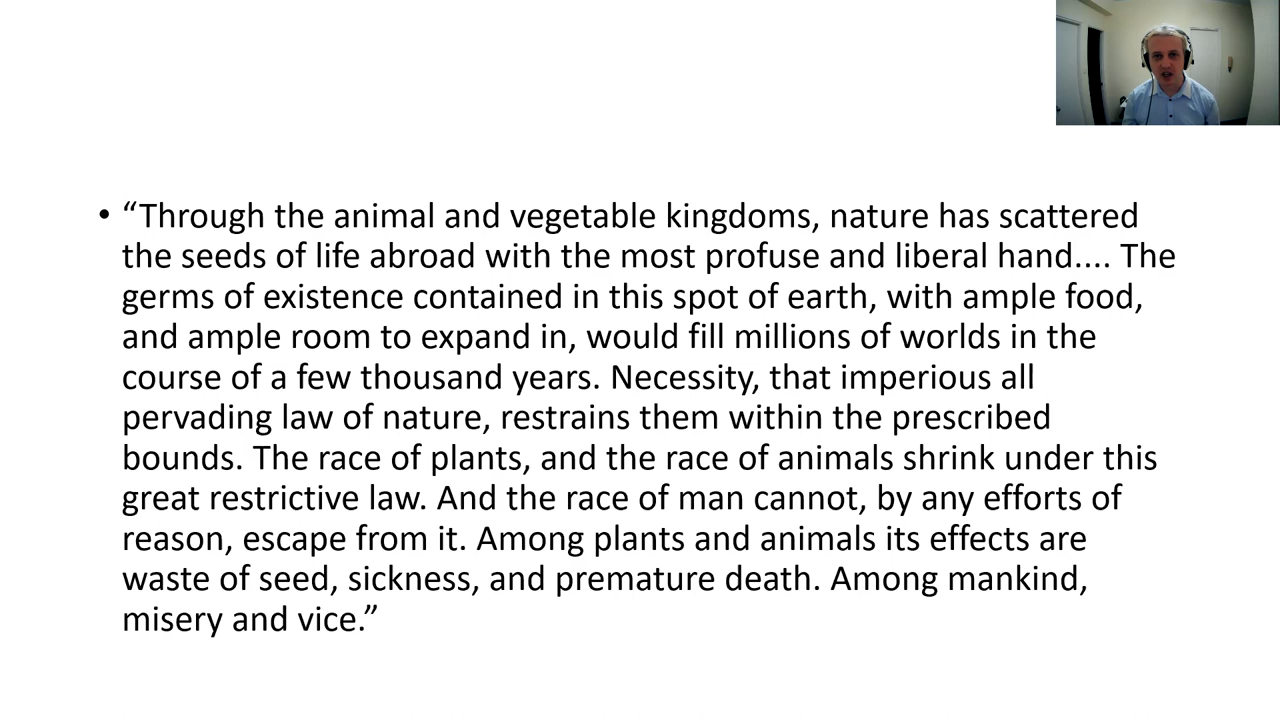 • “Through the animal and vegetable kingdoms, nature has scattered
the seeds of life abroad with the most profuse and liberal hand.... The
germs of existence contained in this spot of earth, with ample food,
and ample room to expand in, would fill millions of worlds in the
course of a few thousand years. Necessity, that imperious all
pervading law of nature, restrains them within the prescribed
bounds. The race of plants, and the race of animals shrink under this
great restrictive law. And the race of man cannot, by any efforts of
reason, escape from it. Among plants and animals its effects are
waste of seed, sickness, and premature death. Among mankind,
misery and vice.”